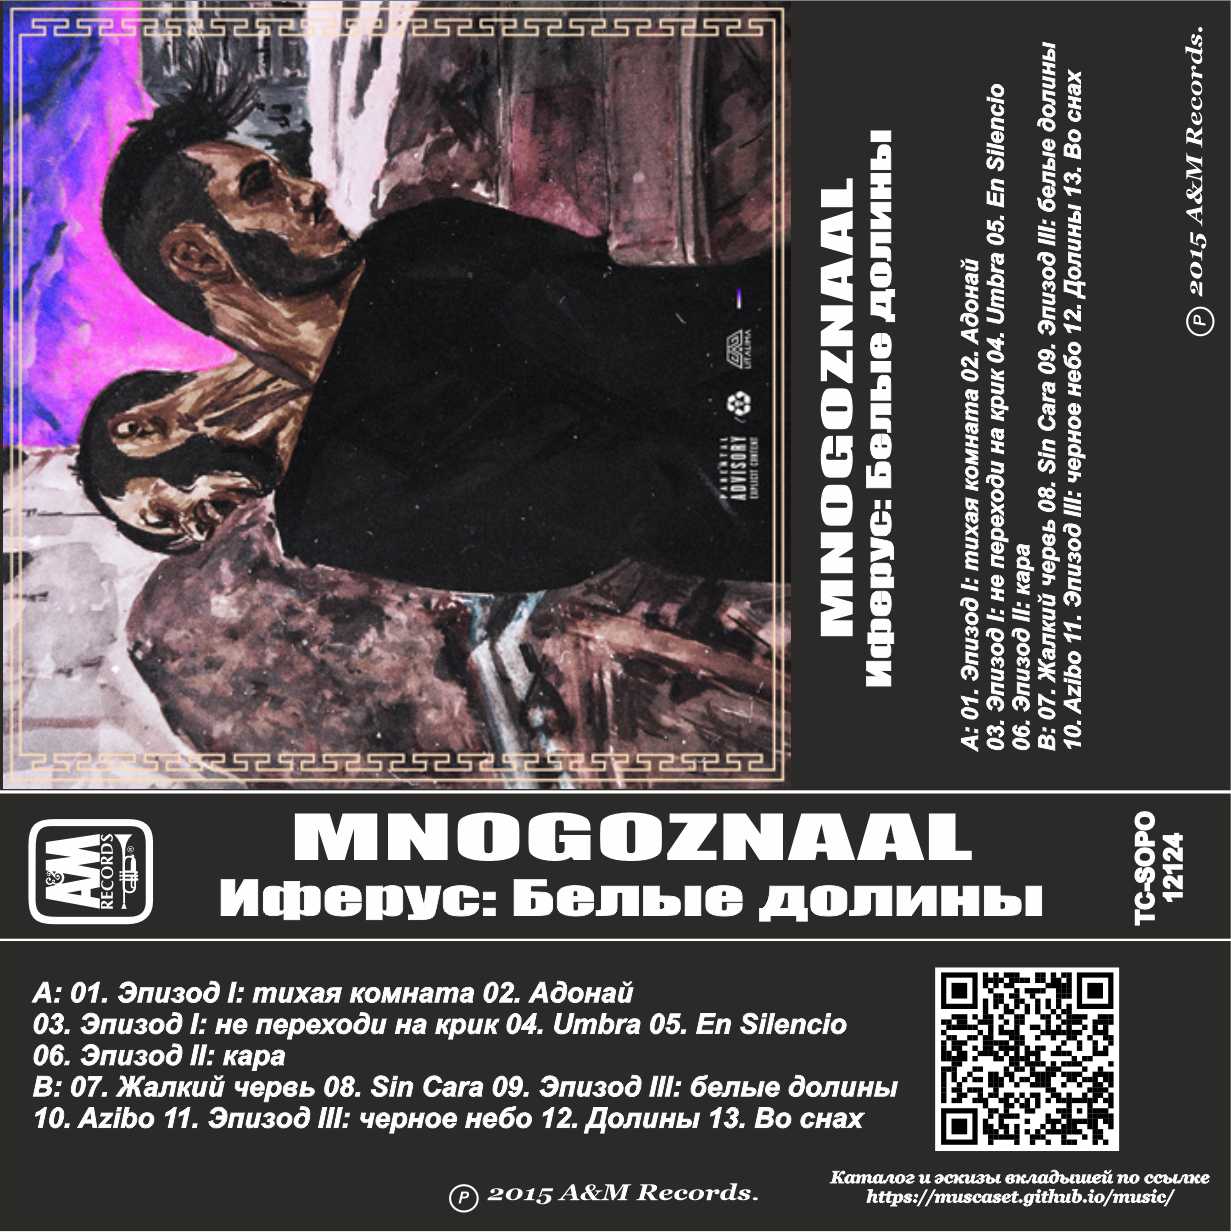 PARENTAL
ADVISORY
EXPLICIT CONTENT
LITALIMA
MNOGOZNAAL
Иферус: Белые долины
A: 01. Эпизод I: тихая комната 02. Адонай
03. Эпизод I: не переходи на крик 04. Umbra 05. En Silencio
06. Эпизод II: кара
B: 07. Жалкий червь 08. Sin Cara 09. Эпизод III: белые долины
10. Azibo 11. Эпизод III: черное небо 12. Долины 13. Во снах
Ⓟ 2015 A&M Records.
A&M
RECORDS
®
MNOGOZNAAL
Иферус: Белые долины
TC-SOPO
12124
A: 01. Эпизод I: тихая комната 02. Адонай
03. Эпизод I: не переходи на крик 04. Umbra 05. En Silencio
06. Эпизод II: кара
B: 07. Жалкий червь 08. Sin Cara 09. Эпизод III: белые долины
10. Azibo 11. Эпизод III: черное небо 12. Долины 13. Во снах
Ⓟ 2015 A&M Records.
Каталог и эскизы вкладышей по ссылке
https://muscaset.github.io/music/